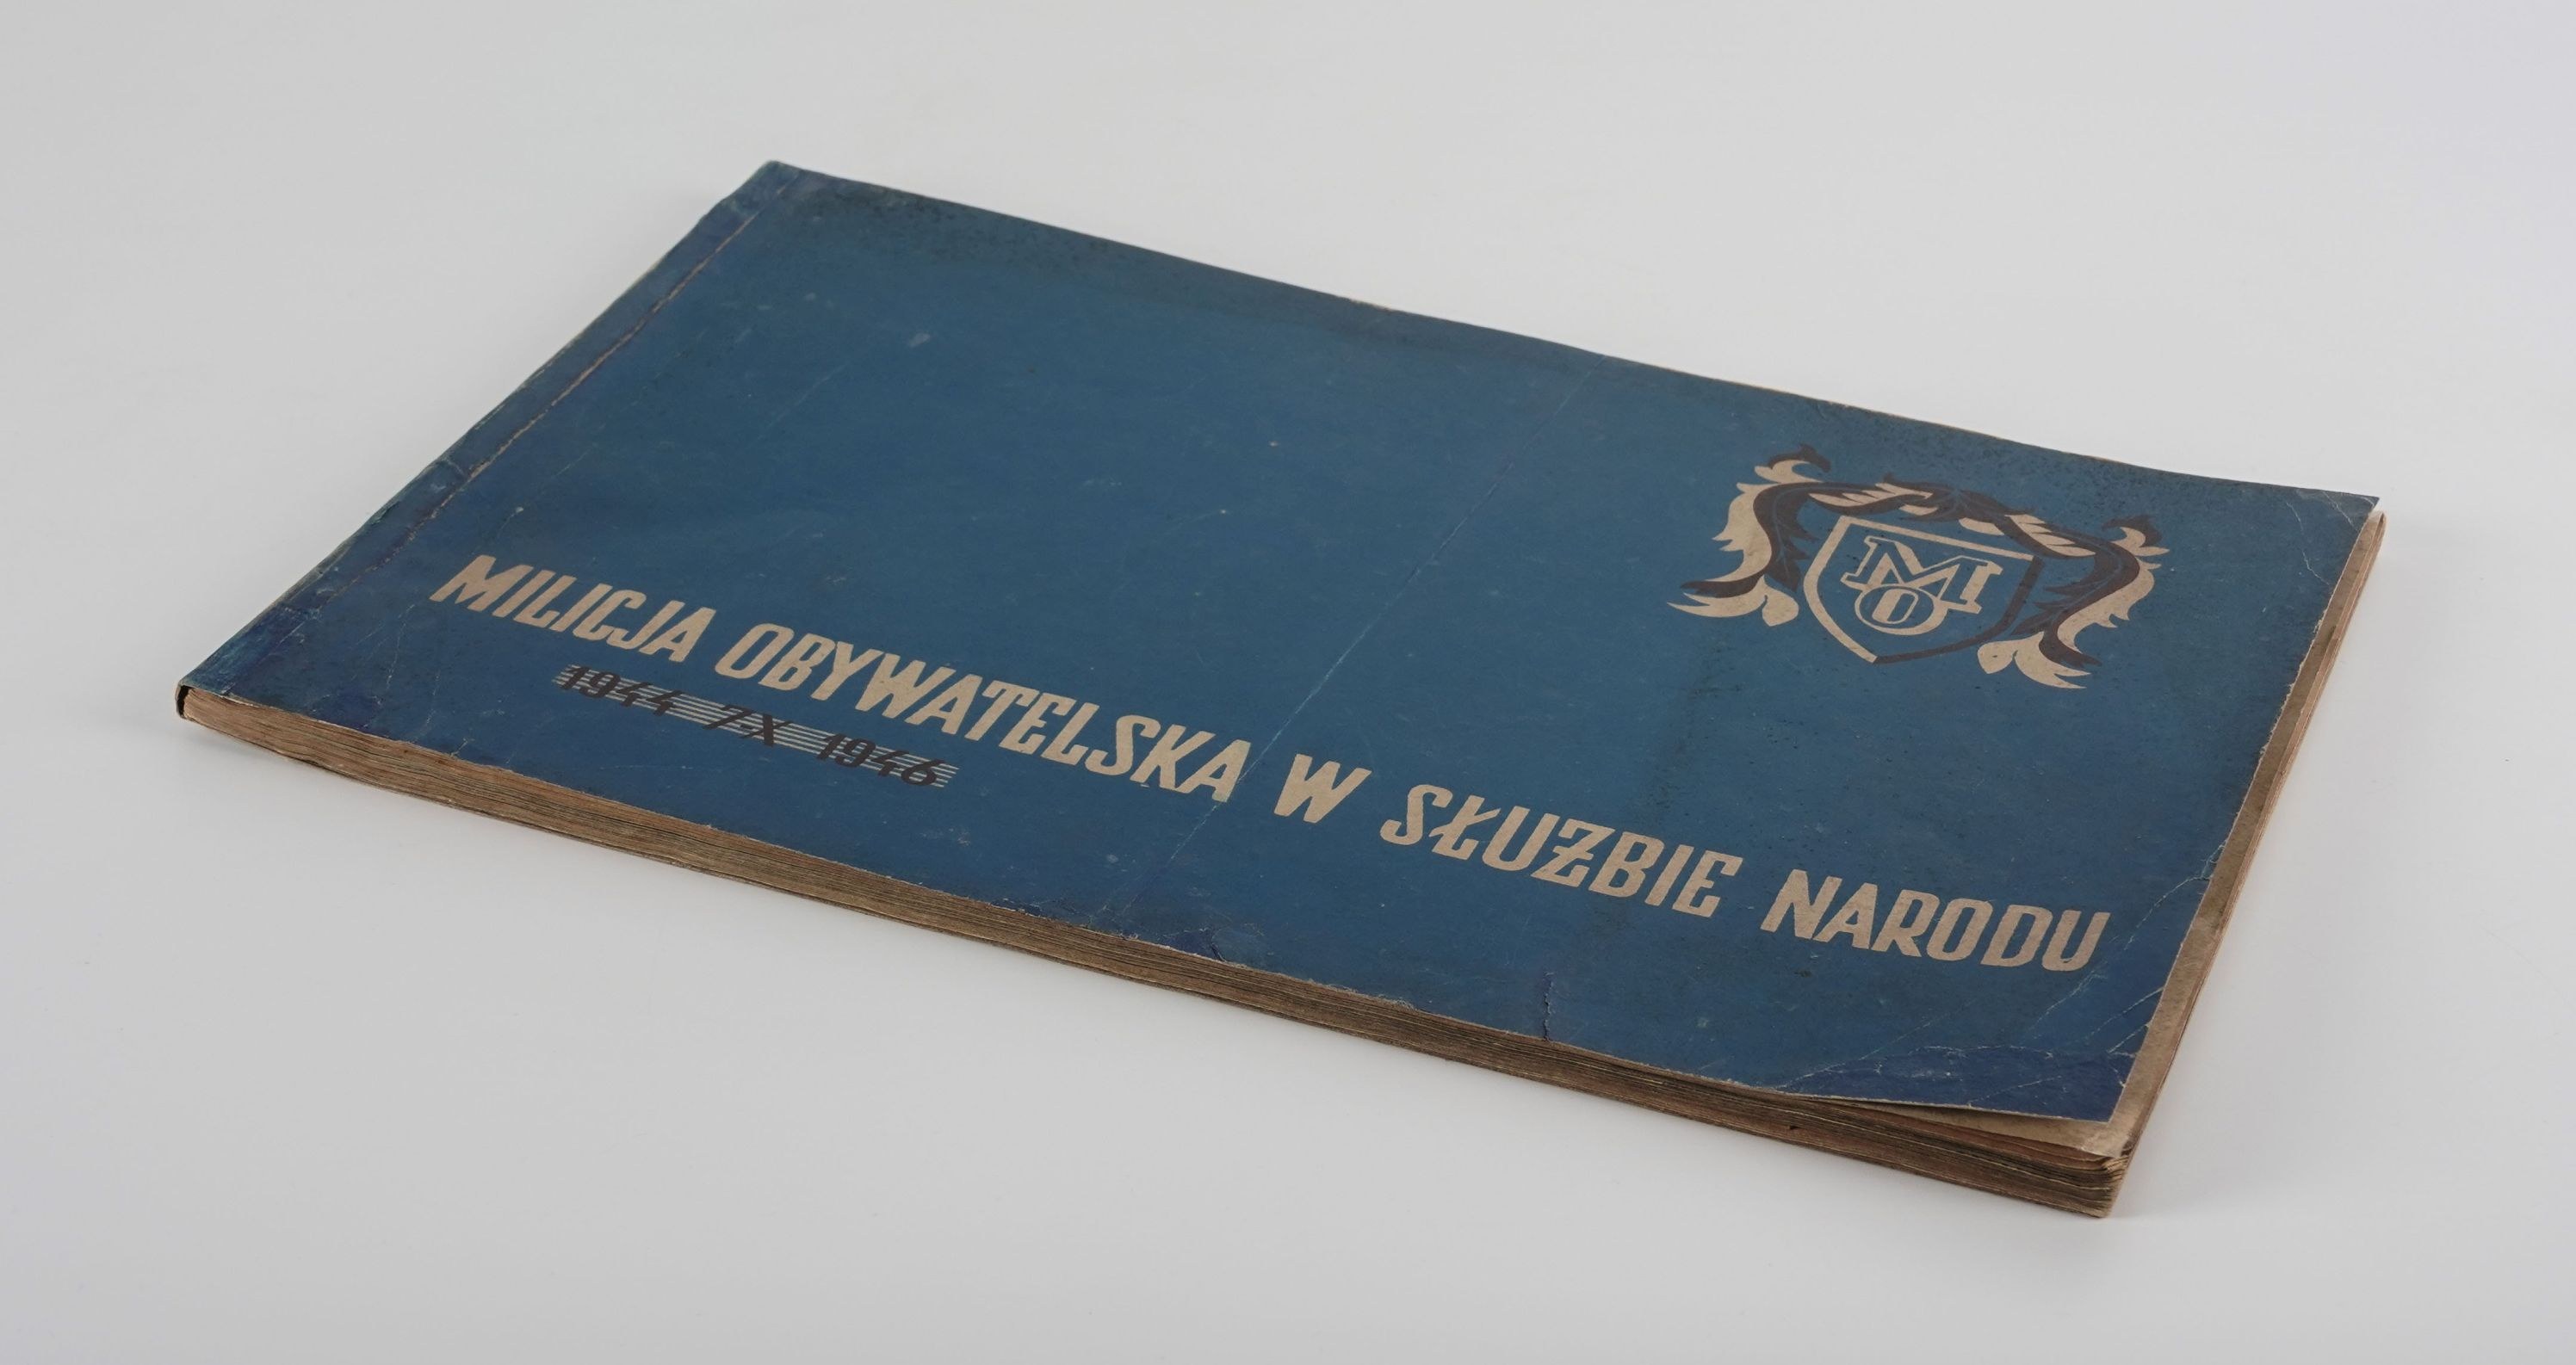 MO
MILICJA OBYWATELSKA W SŁUŻBIE NARODU
1944 7X 1946